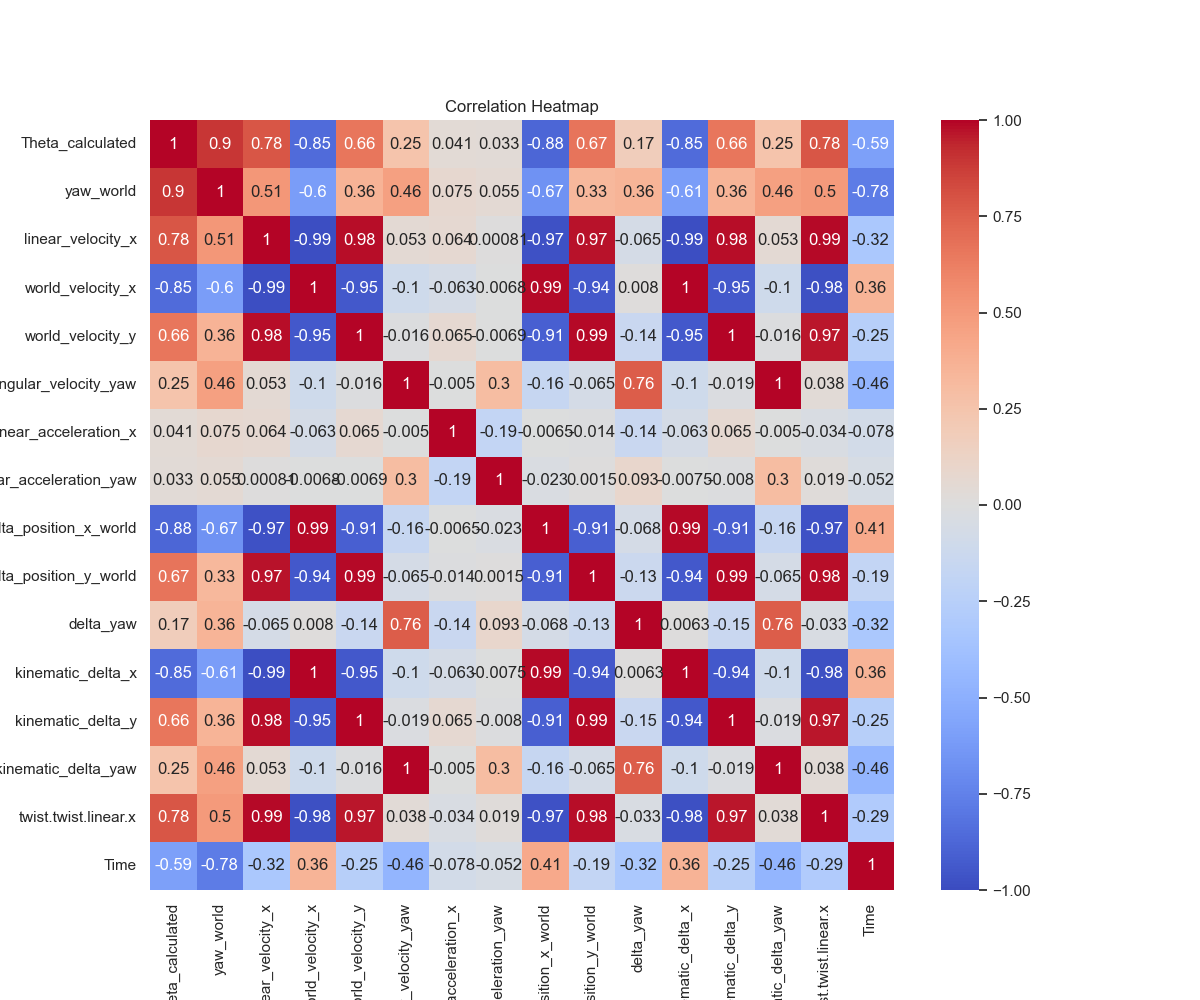 Correlation Heatmap
Theta_calculated 1 0.9 0.78 -0.85 0.66 0.25 0.041 0.033 -0.88 0.67 0.17 -0.85 0.66 0.25 0.78 -0.59
yaw_world 0.9 1 0.51 -0.6 0.36 0.46 0.075 0.055 -0.67 0.33 0.36 -0.61 0.36 0.46 0.5 -0.78
linear_velocity_x 0.78 0.51 1 -0.99 0.98 0.053 0.064 0.00081 -0.97 0.97 -0.065 -0.99 0.98 0.053 0.99 -0.32
world_velocity_x -0.85 -0.6 -0.99 1 -0.95 -0.1 -0.063 -0.0068 0.99 -0.94 0.008 1 -0.95 -0.1 -0.98 0.36
world_velocity_y 0.66 0.36 0.98 -0.95 1 -0.016 0.065 -0.0069 -0.91 0.99 -0.14 -0.95 1 -0.016 0.97 -0.25
ngular_velocity_yaw 0.25 0.46 0.053 -0.1 -0.016 1 -0.005 0.3 -0.16 -0.065 0.76 -0.1 -0.019 1 0.038 -0.46
near_acceleration_x 0.041 0.075 0.064 -0.063 0.065 -0.005 1 -0.19 -0.0065 -0.014 -0.14 -0.063 0.065 -0.005 -0.034 -0.078
ar_acceleration_yaw 0.033 0.055 0.00081 -0.0068 -0.0069 0.3 -0.19 1 -0.023 0.0015 0.093 -0.0075 -0.008 0.3 0.019 -0.052
lta_position_x_world -0.88 -0.67 -0.97 0.99 -0.91 -0.16 -0.0065 -0.023 1 -0.91 -0.068 0.99 -0.91 -0.16 -0.97 0.41
lta_position_y_world 0.67 0.33 0.97 -0.94 0.99 -0.065 -0.014 0.0015 -0.91 1 -0.13 -0.94 0.99 -0.065 0.98 -0.19
delta_yaw 0.17 0.36 -0.065 0.008 -0.14 0.76 -0.14 0.093 -0.068 -0.13 1 0.0063 -0.15 0.76 -0.033 -0.32
kinematic_delta_x -0.85 -0.61 -0.99 1 -0.95 -0.1 -0.063 -0.0075 0.99 -0.94 0.0063 1 -0.94 -0.1 -0.98 0.36
kinematic_delta_y 0.66 0.36 0.98 -0.95 1 -0.019 0.065 -0.008 -0.91 0.99 -0.15 -0.94 1 -0.019 0.97 -0.25
kinematic_delta_yaw 0.25 0.46 0.053 -0.1 -0.016 1 -0.005 0.3 -0.16 -0.065 0.76 -0.1 -0.019 1 0.038 -0.46
twist.twist.linear.x 0.78 0.5 0.99 -0.98 0.97 0.038 -0.034 0.019 -0.97 0.98 -0.033 -0.98 0.97 0.038 1 -0.29
Time -0.59 -0.78 -0.32 0.36 -0.25 -0.46 -0.078 -0.052 0.41 -0.19 -0.32 0.36 -0.25 -0.46 -0.29 1
eta_calculated
yaw_world
ear_velocity_x
orld_velocity_x
orld_velocity_y
_velocity_yaw
acceleration_x
eleration_yaw
sition_x_world
sition_y_world
delta_yaw
matic_delta_x
matic_delta_y
tic_delta_yaw
st.twist.linear.x
Time
1.00
0.75
0.50
0.25
0.00
−0.25
−0.50
−0.75
−1.00